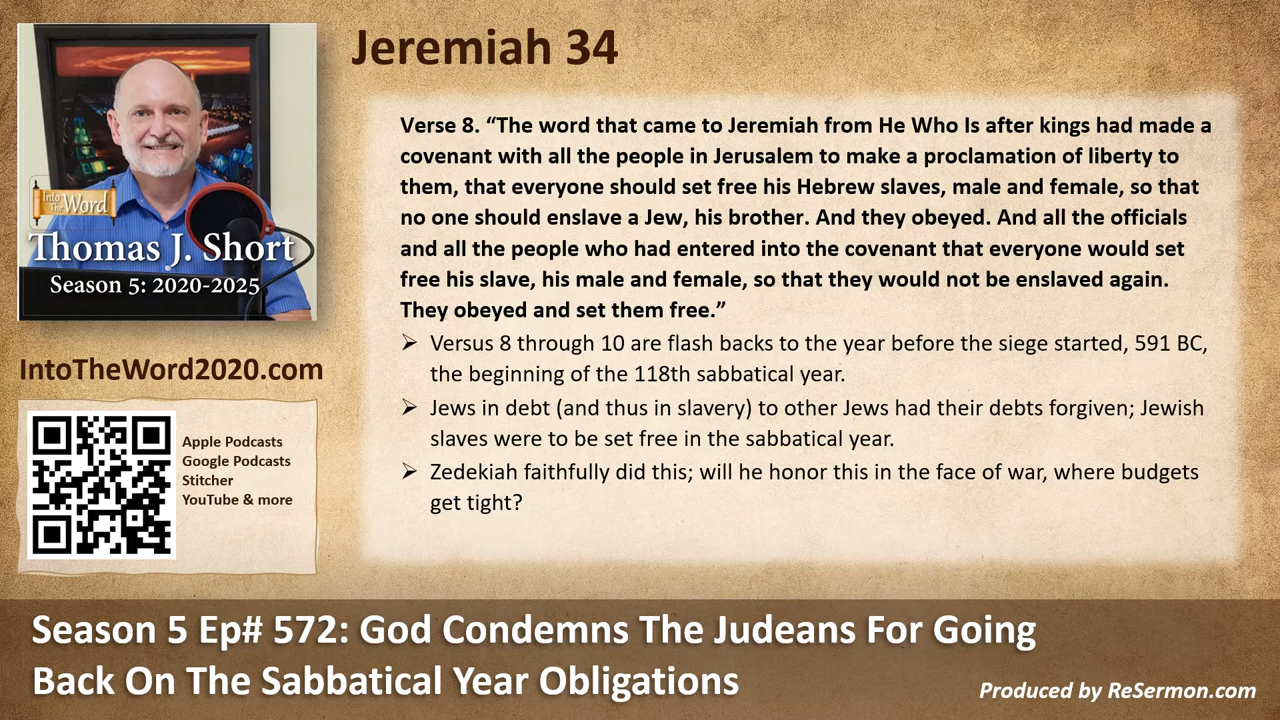 Jeremiah 34
Into
The Word
Thomas J. Short
Season 5: 2020-2025
IntoTheWord2020.com
Apple Podcasts
Google Podcasts
Stitcher
YouTube & more
Verse 8. “The word that came to Jeremiah from He Who Is after kings had made a
covenant with all the people in Jerusalem to make a proclamation of liberty to
them, that everyone should set free his Hebrew slaves, male and female, so that
no one should enslave a Jew, his brother. And they obeyed. And all the officials
and all the people who had entered into the covenant that everyone would set
free his slave, his male and female, so that they would not be enslaved again.
They obeyed and set them free.”
➢ Versus 8 through 10 are flash backs to the year before the siege started, 591 BC,
the beginning of the 118th sabbatical year.
➢ Jews in debt (and thus in slavery) to other Jews had their debts forgiven; Jewish
slaves were to be set free in the sabbatical year.
➢ Zedekiah faithfully did this; will he honor this in the face of war, where budgets
get tight?
Season 5 Ep# 572: God Condemns The Judeans For Going
Back On The Sabbatical Year Obligations
Produced by ReSermon.com